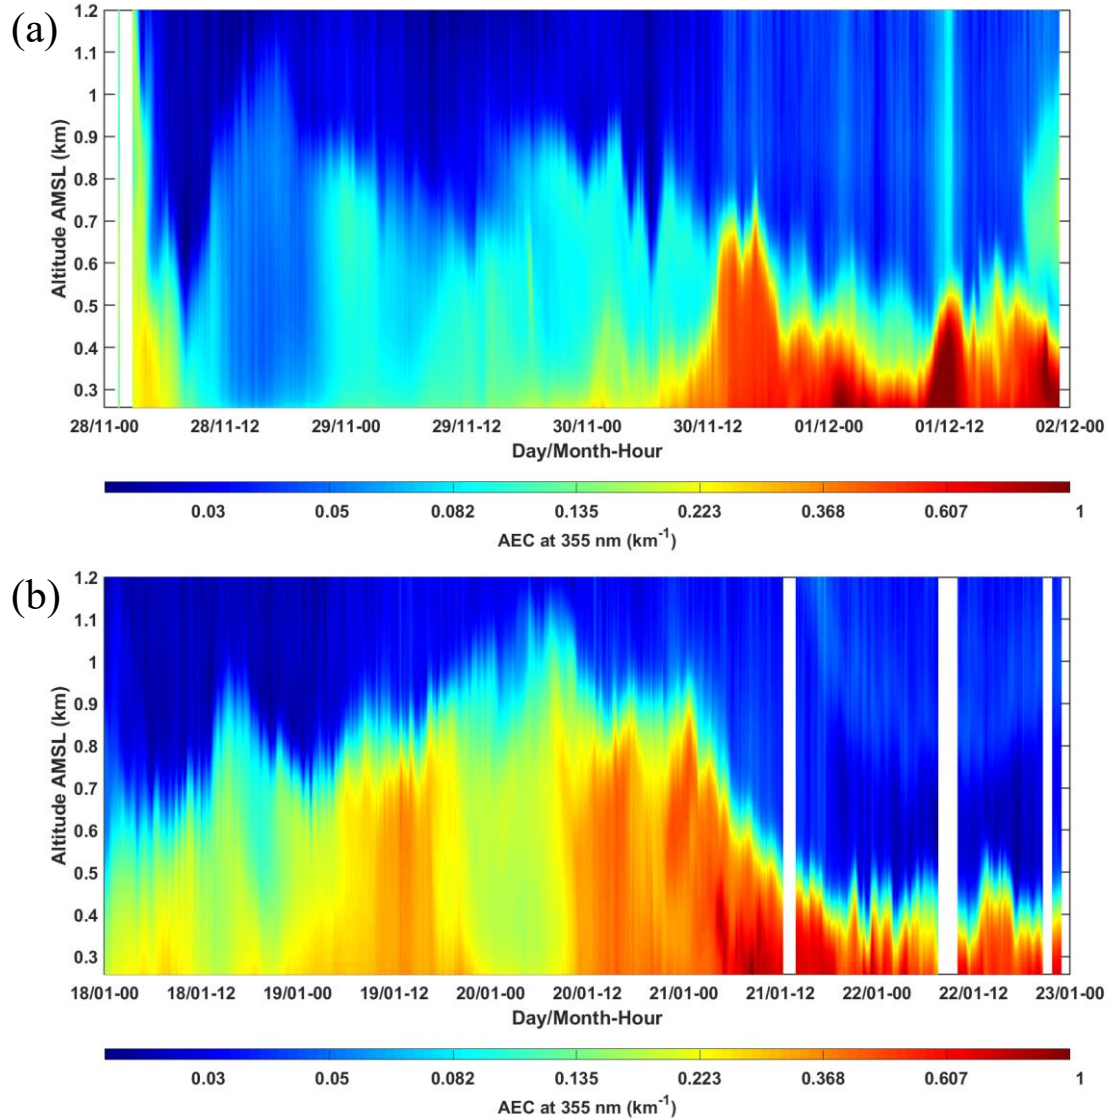 (a)
1.2
1.1
1
0.9
0.8
0.7
0.6
0.5
0.4
0.3
Altitude AMSL (km)
28/11-00 28/11-12 29/11-00 29/11-12 30/11-00 30/11-12 01/12-00 01/12-12 02/12-00
Day/Month-Hour
0.03 0.05 0.082 0.135 0.223 0.368 0.607 1
AEC at 355 nm (km⁻¹)
(b)
1.2
1.1
1
0.9
0.8
0.7
0.6
0.5
0.4
0.3
Altitude AMSL (km)
18/01-00 18/01-12 19/01-00 19/01-12 20/01-00 20/01-12 21/01-00 21/01-12 22/01-00 22/01-12 23/01-00
Day/Month-Hour
0.03 0.05 0.082 0.135 0.223 0.368 0.607 1
AEC at 355 nm (km⁻¹)